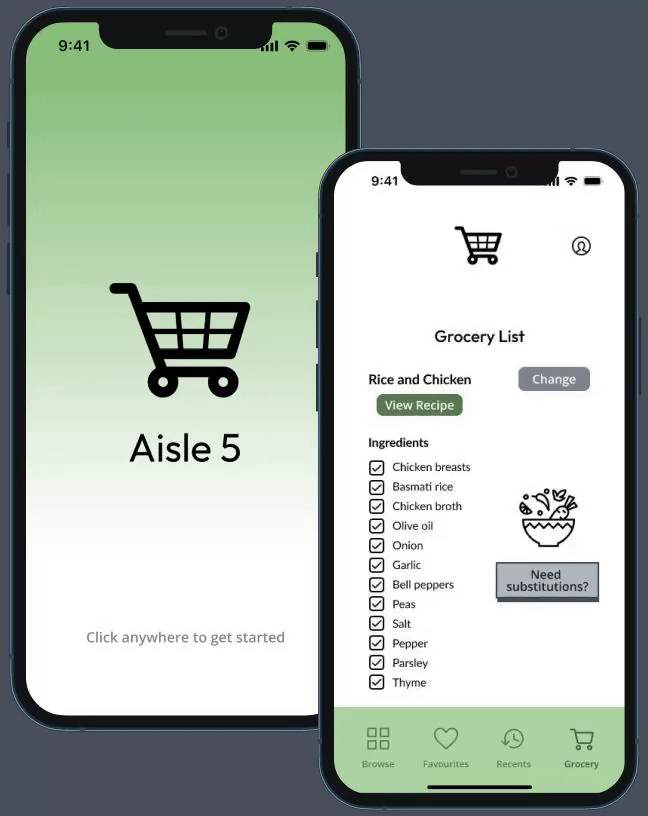 9:41
Aisle 5
Click anywhere to get started
9:41
Grocery List
Rice and Chicken
Change
View Recipe
Ingredients
Chicken breasts
Basmati rice
Chicken broth
Olive oil
Onion
Garlic
Bell peppers
Peas
Salt
Pepper
Parsley
Thyme
Need
substitutions?
Browse
Favourites
Recents
Grocery